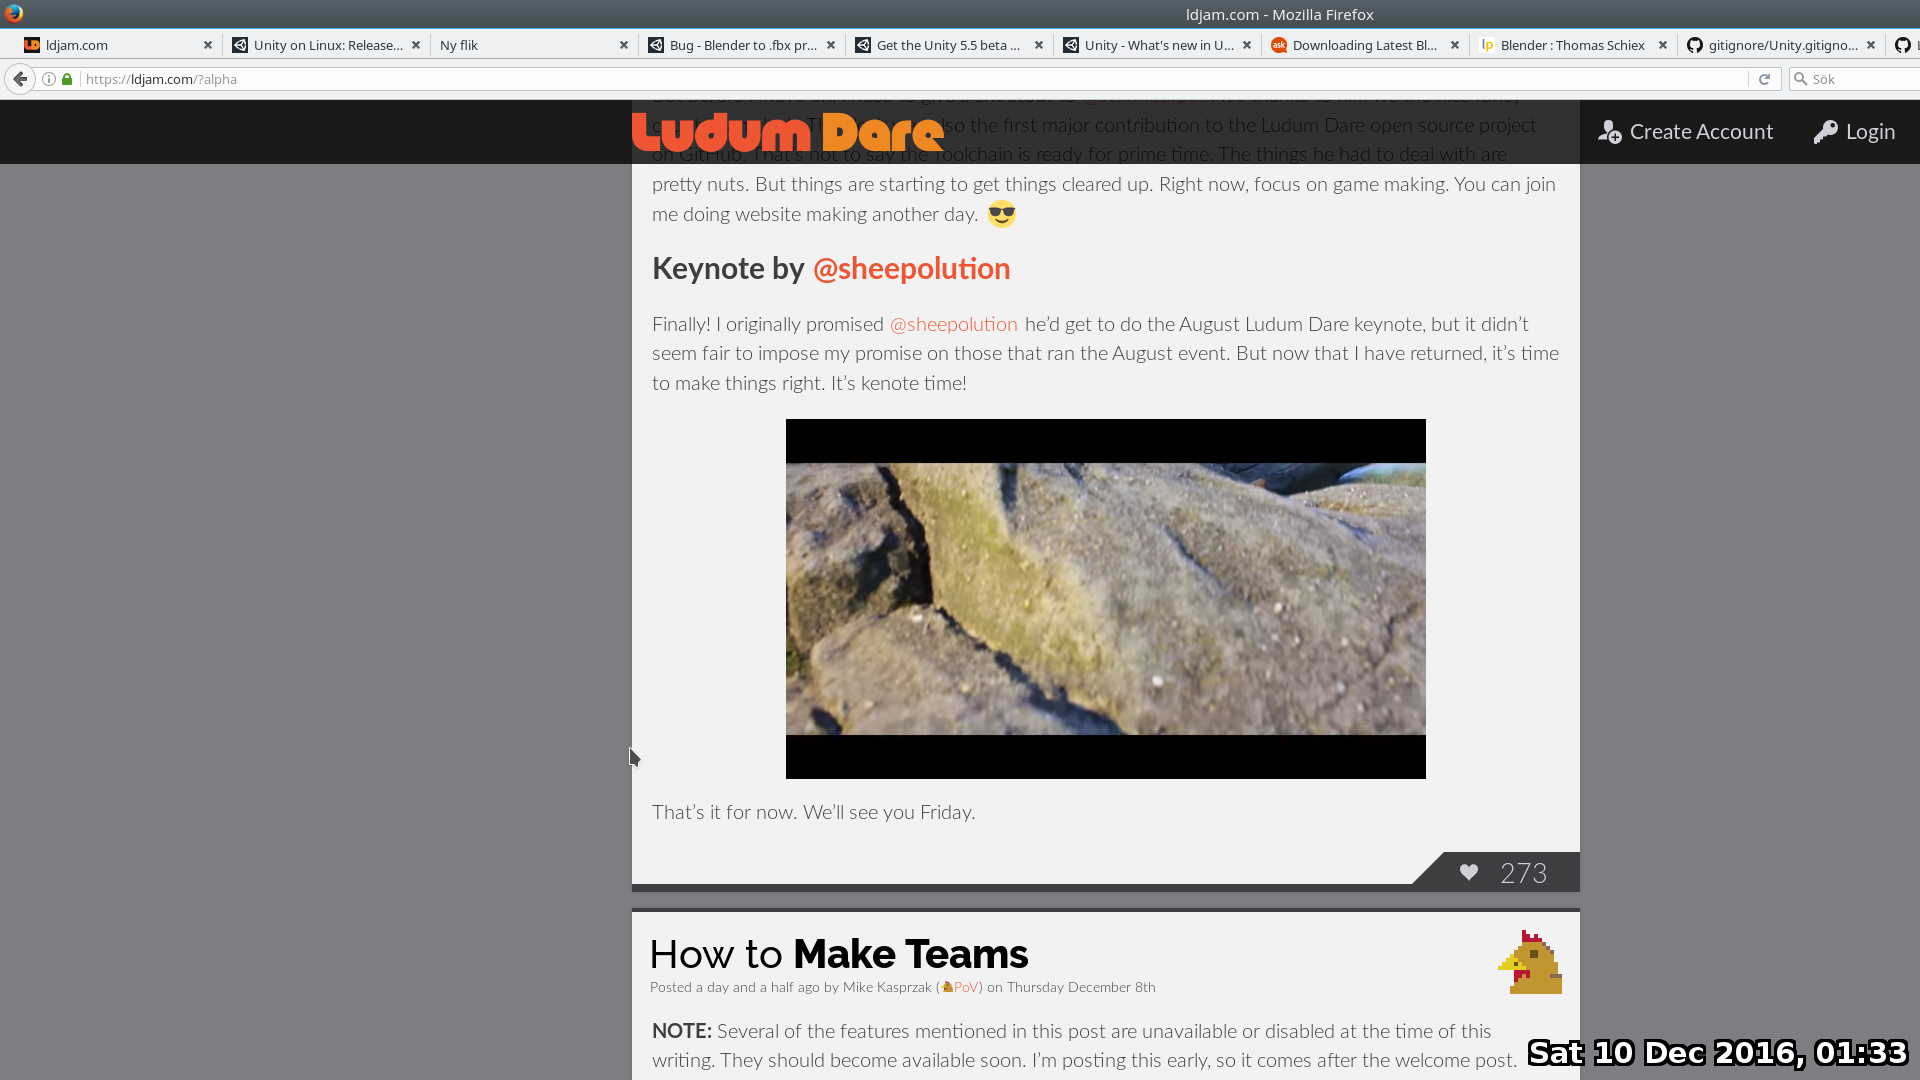 ldjam.com - Mozilla Firefox
ldjam.com
Unity on Linux: Release...
Ny flik
Bug - Blender to .fbx pr...
Get the Unity 5.5 beta ...
Unity - What's new in U...
Downloading Latest Bl...
Blender : Thomas Schiex
gitignore/Unity.gitigno...
https://ldjam.com/?alpha
Sök
Ludum Dare
Create Account
Login
also the first major contribution to the Ludum Dare open source project
on GitHub. That's not to say the Toolchain is ready for prime time. The things he had to deal with are
pretty nuts. But things are starting to get things cleared up. Right now, focus on game making. You can join
me doing website making another day.
Keynote by @sheepolution
Finally! I originally promised @sheepolution he’d get to do the August Ludum Dare keynote, but it didn’t
seem fair to impose my promise on those that ran the August event. But now that I have returned, it’s time
to make things right. It’s kenote time!
That’s it for now. We’ll see you Friday.
273
How to Make Teams
Posted a day and a half ago by Mike Kasprzak (PoV) on Thursday December 8th
NOTE: Several of the features mentioned in this post are unavailable or disabled at the time of this
writing. They should become available soon. I’m posting this early, so it comes after the welcome post.
Sat 10 Dec 2016, 01:33